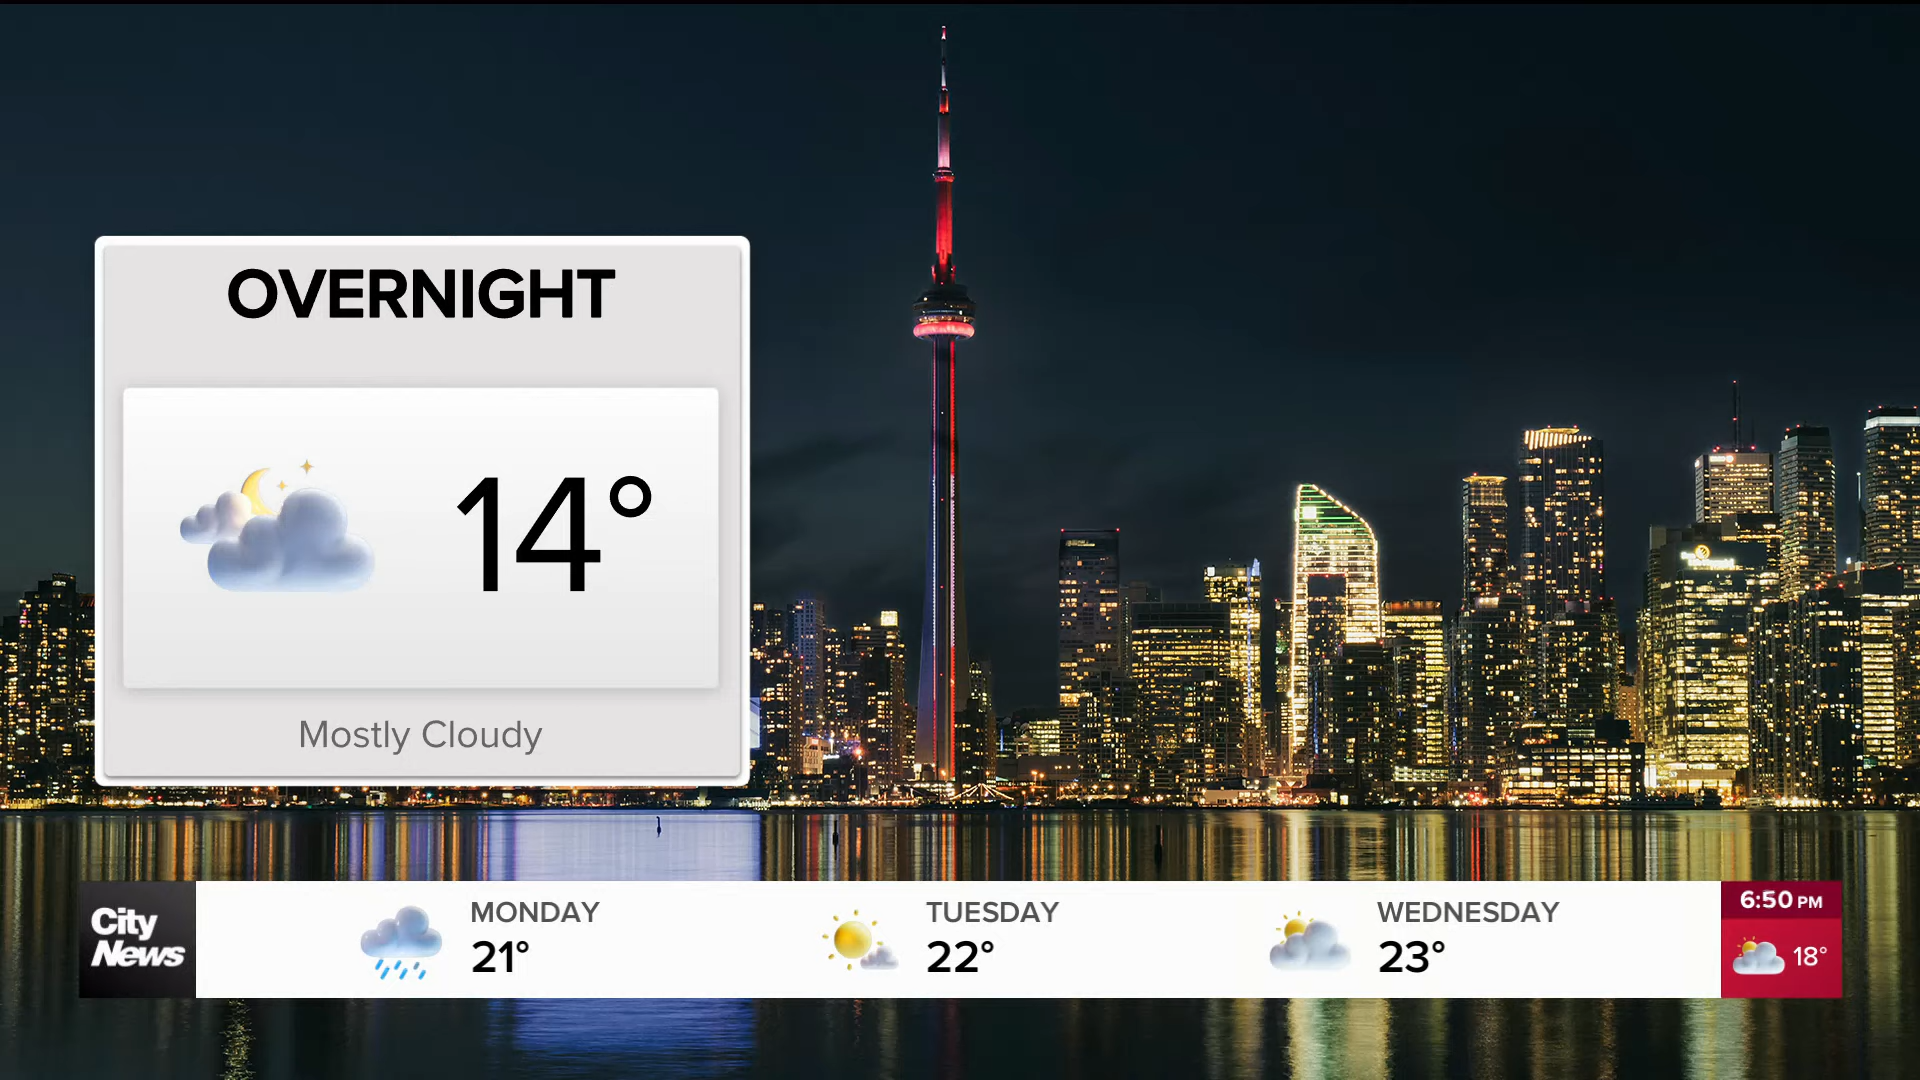 OVERNIGHT
14°
Mostly Cloudy
City
News
MONDAY
21°
TUESDAY
22°
WEDNESDAY
23°
6:50 PM
18°